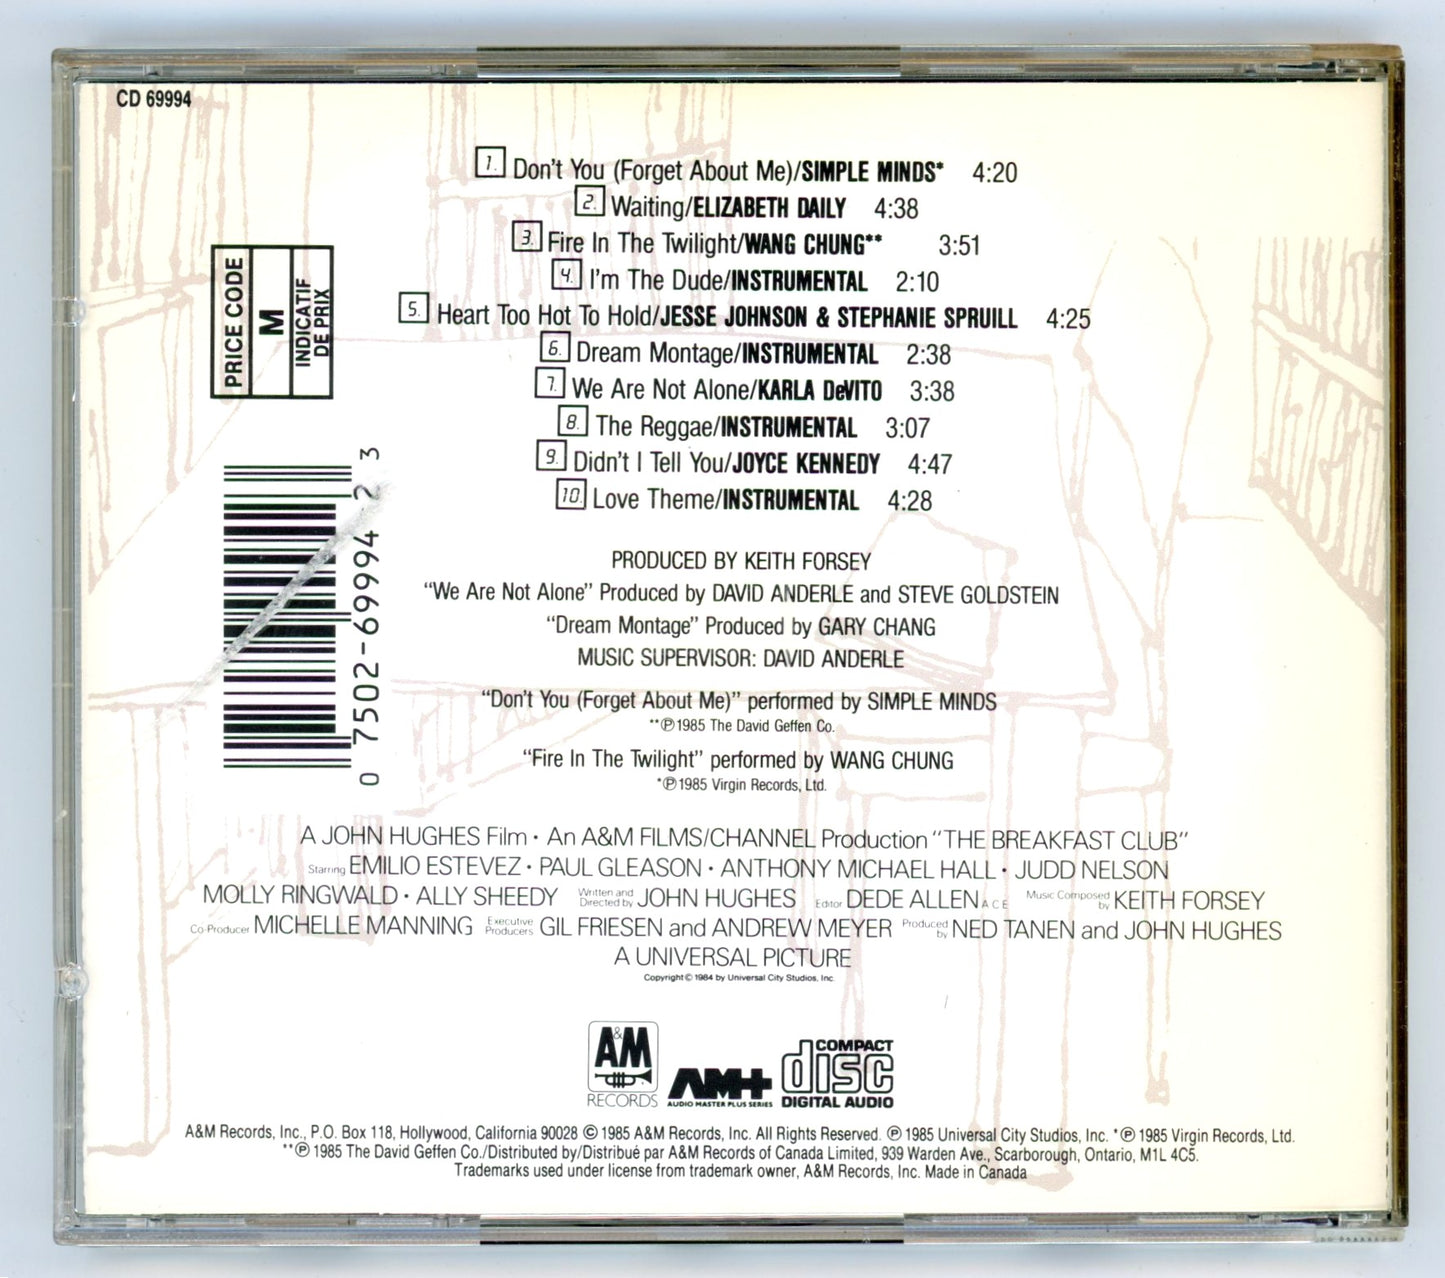 CD 69994
1. Don't You (Forget About Me)/SIMPLE MINDS* 4:20
2. Waiting/ELIZABETH DAILY 4:38
3. Fire In The Twilight/WANG CHUNG** 3:51
4. I'm The Dude/INSTRUMENTAL 2:10
5. Heart Too Hot To Hold/JESSE JOHNSON & STEPHANIE SPRUILL 4:25
6. Dream Montage/INSTRUMENTAL 2:38
7. We Are Not Alone/KARLA DeVITO 3:38
8. The Reggae/INSTRUMENTAL 3:07
9. Didn't I Tell You/JOYCE KENNEDY 4:47
10. Love Theme/INSTRUMENTAL 4:28
PRICE CODE
M
INDICATIF
DE PRIX
0 7502-69994 23
PRODUCED BY KEITH FORSEY
"We Are Not Alone" Produced by DAVID ANDERLE and STEVE GOLDSTEIN
"Dream Montage" Produced by GARY CHANG
MUSIC SUPERVISOR: DAVID ANDERLE
"Don't You (Forget About Me)" performed by SIMPLE MINDS
**℗1985 The David Geffen Co.
"Fire In The Twilight" performed by WANG CHUNG
*℗1985 Virgin Records, Ltd.
A JOHN HUGHES Film · An A&M FILMS/CHANNEL Production "THE BREAKFAST CLUB"
Starring EMILIO ESTEVEZ · PAUL GLEASON · ANTHONY MICHAEL HALL · JUDD NELSON
MOLLY RINGWALD · ALLY SHEEDY Written and Directed by JOHN HUGHES Editor DEDE ALLEN A C E Music Composed by KEITH FORSEY
Co-Producer MICHELLE MANNING Executive Producers GIL FRIESEN and ANDREW MEYER Produced by NED TANEN and JOHN HUGHES
A UNIVERSAL PICTURE
Copyright © 1984 by Universal City Studios, Inc.
A&M
RECORDS
AM+
AUDIO MASTER PLUS SERIES
COMPACT
disc
DIGITAL AUDIO
A&M Records, Inc., P.O. Box 118, Hollywood, California 90028 © 1985 A&M Records, Inc. All Rights Reserved. ℗ 1985 Universal City Studios, Inc. *℗ 1985 Virgin Records, Ltd.
**℗ 1985 The David Geffen Co./Distributed by/Distribué par A&M Records of Canada Limited, 939 Warden Ave., Scarborough, Ontario, M1L 4C5.
Trademarks used under license from trademark owner, A&M Records, Inc. Made in Canada